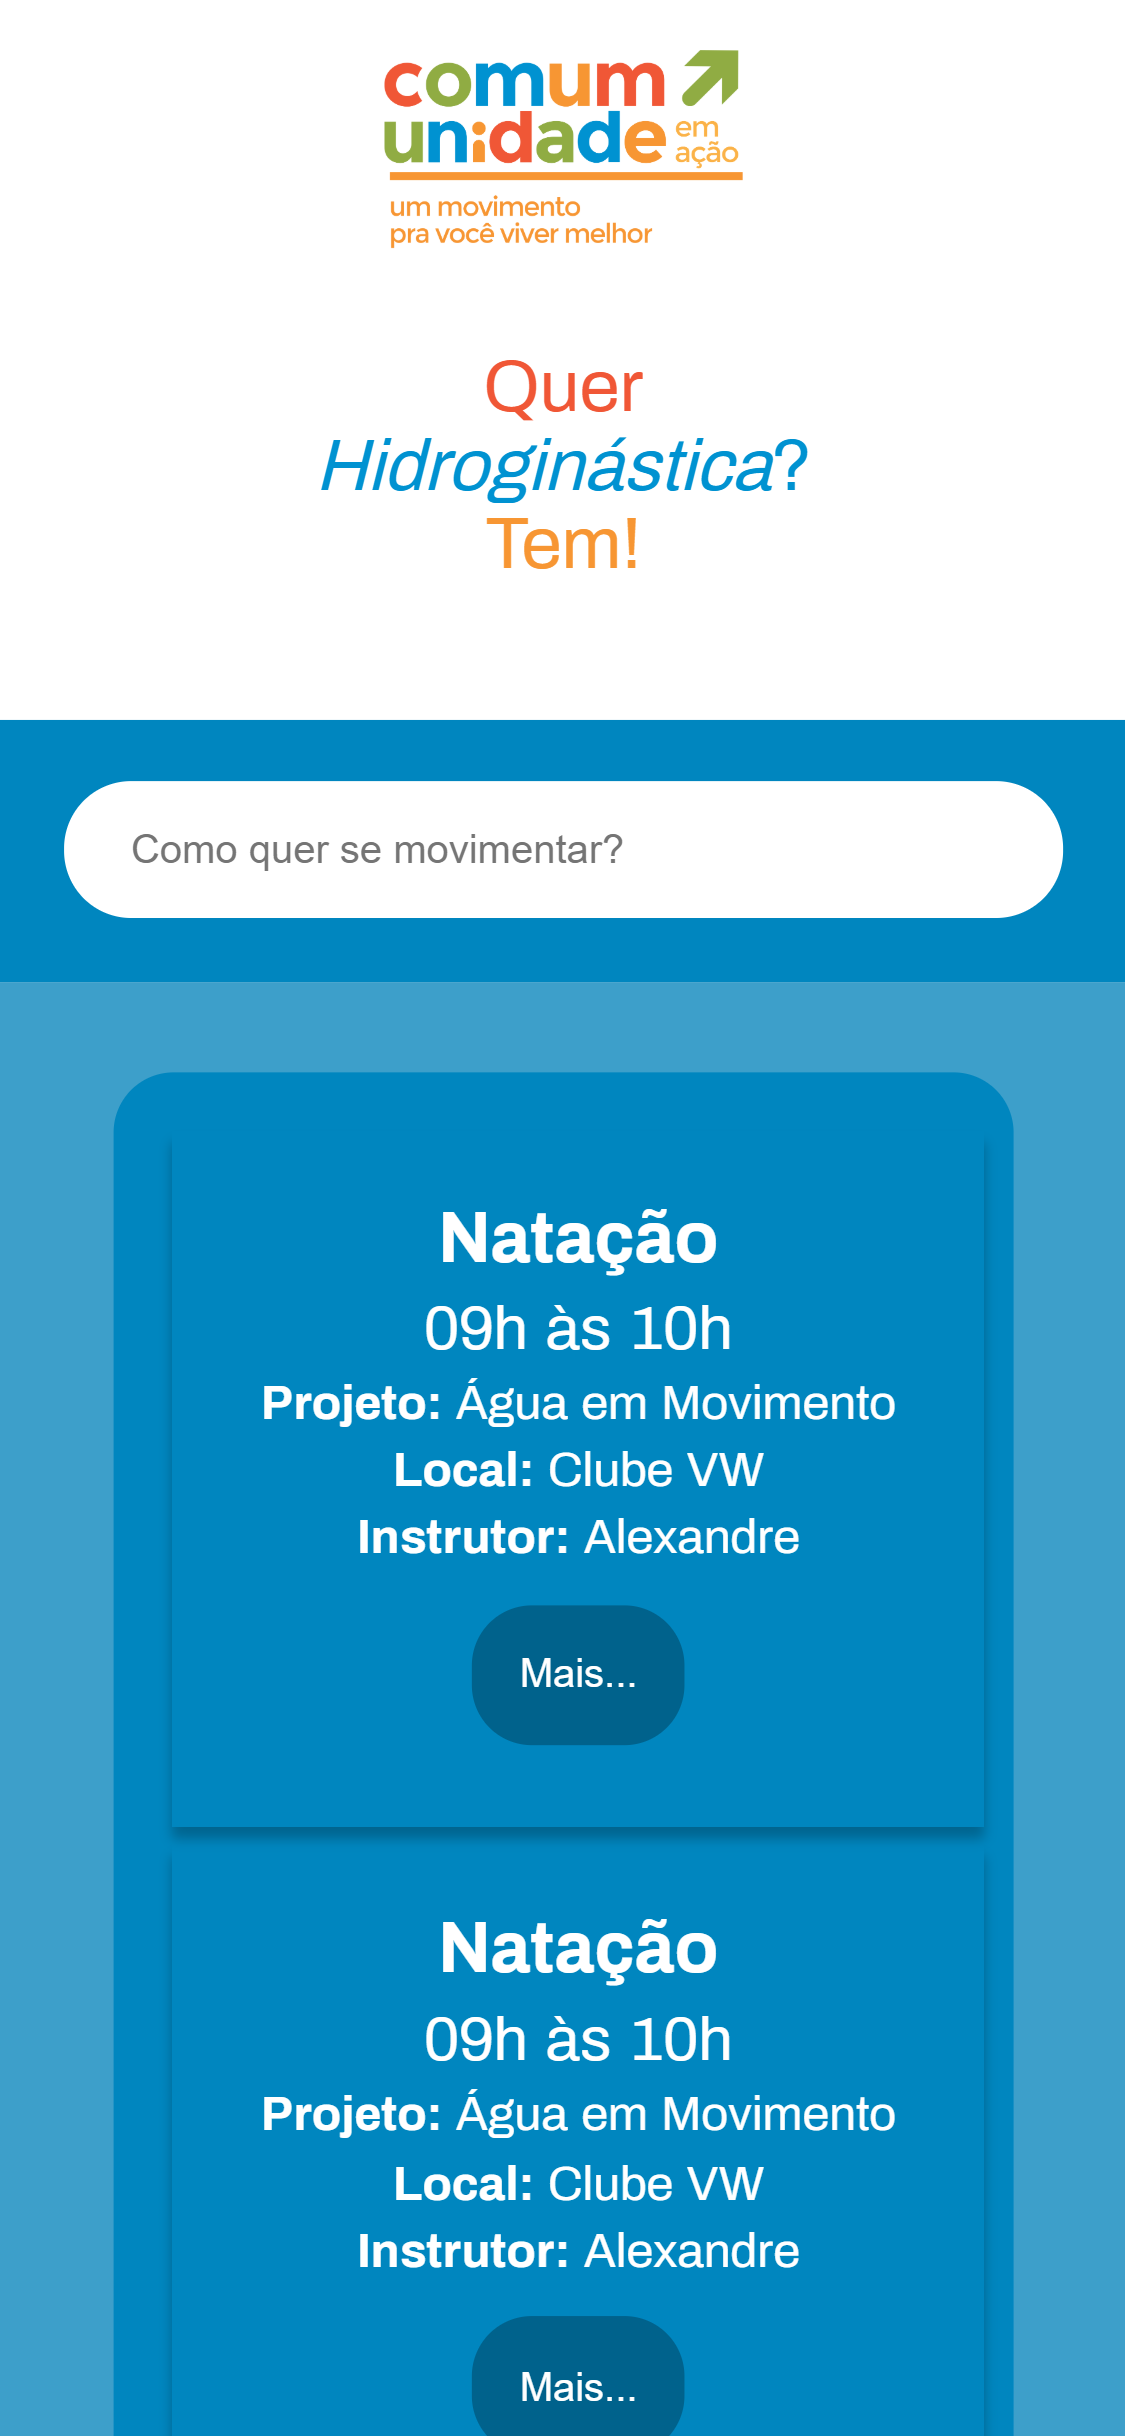 comum
unidade em ação
um movimento
pra você viver melhor
Quer
Hidroginástica?
Tem!
Como quer se movimentar?
Natação
09h às 10h
Projeto: Água em Movimento
Local: Clube VW
Instrutor: Alexandre
Mais...
Natação
09h às 10h
Projeto: Água em Movimento
Local: Clube VW
Instrutor: Alexandre
Mais...